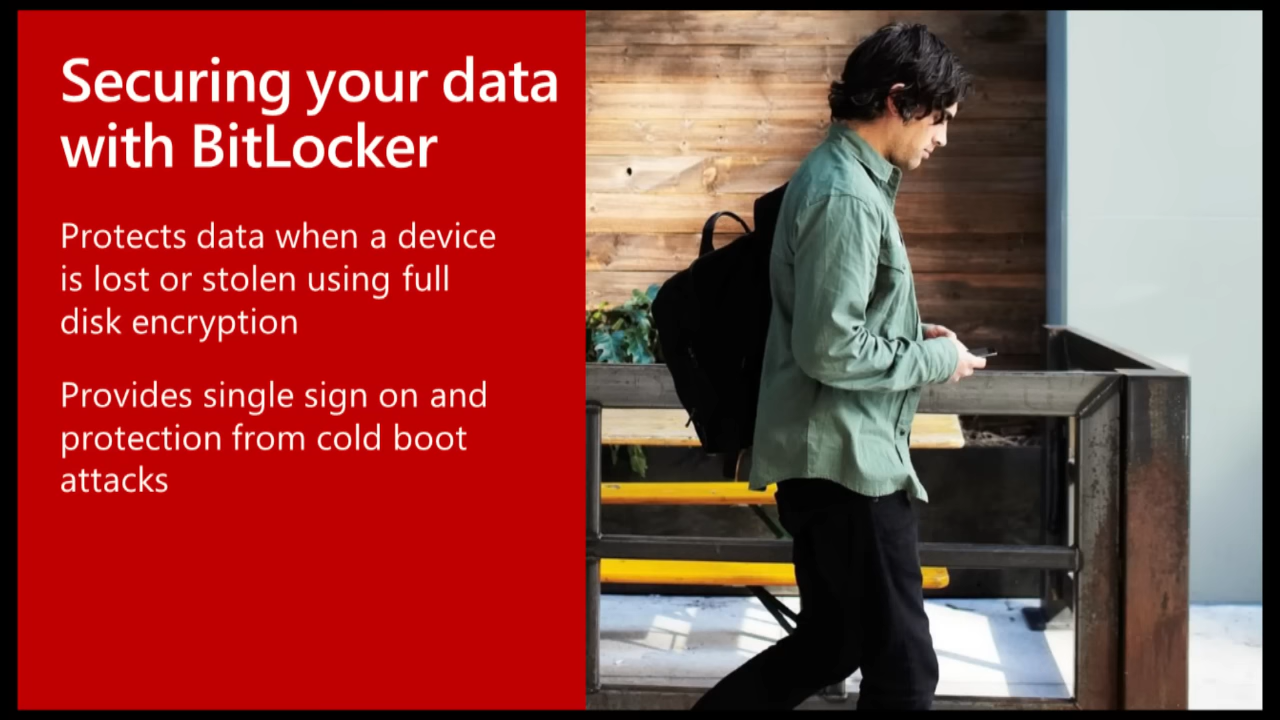 Securing your data
with BitLocker
Protects data when a device
is lost or stolen using full
disk encryption
Provides single sign on and
protection from cold boot
attacks